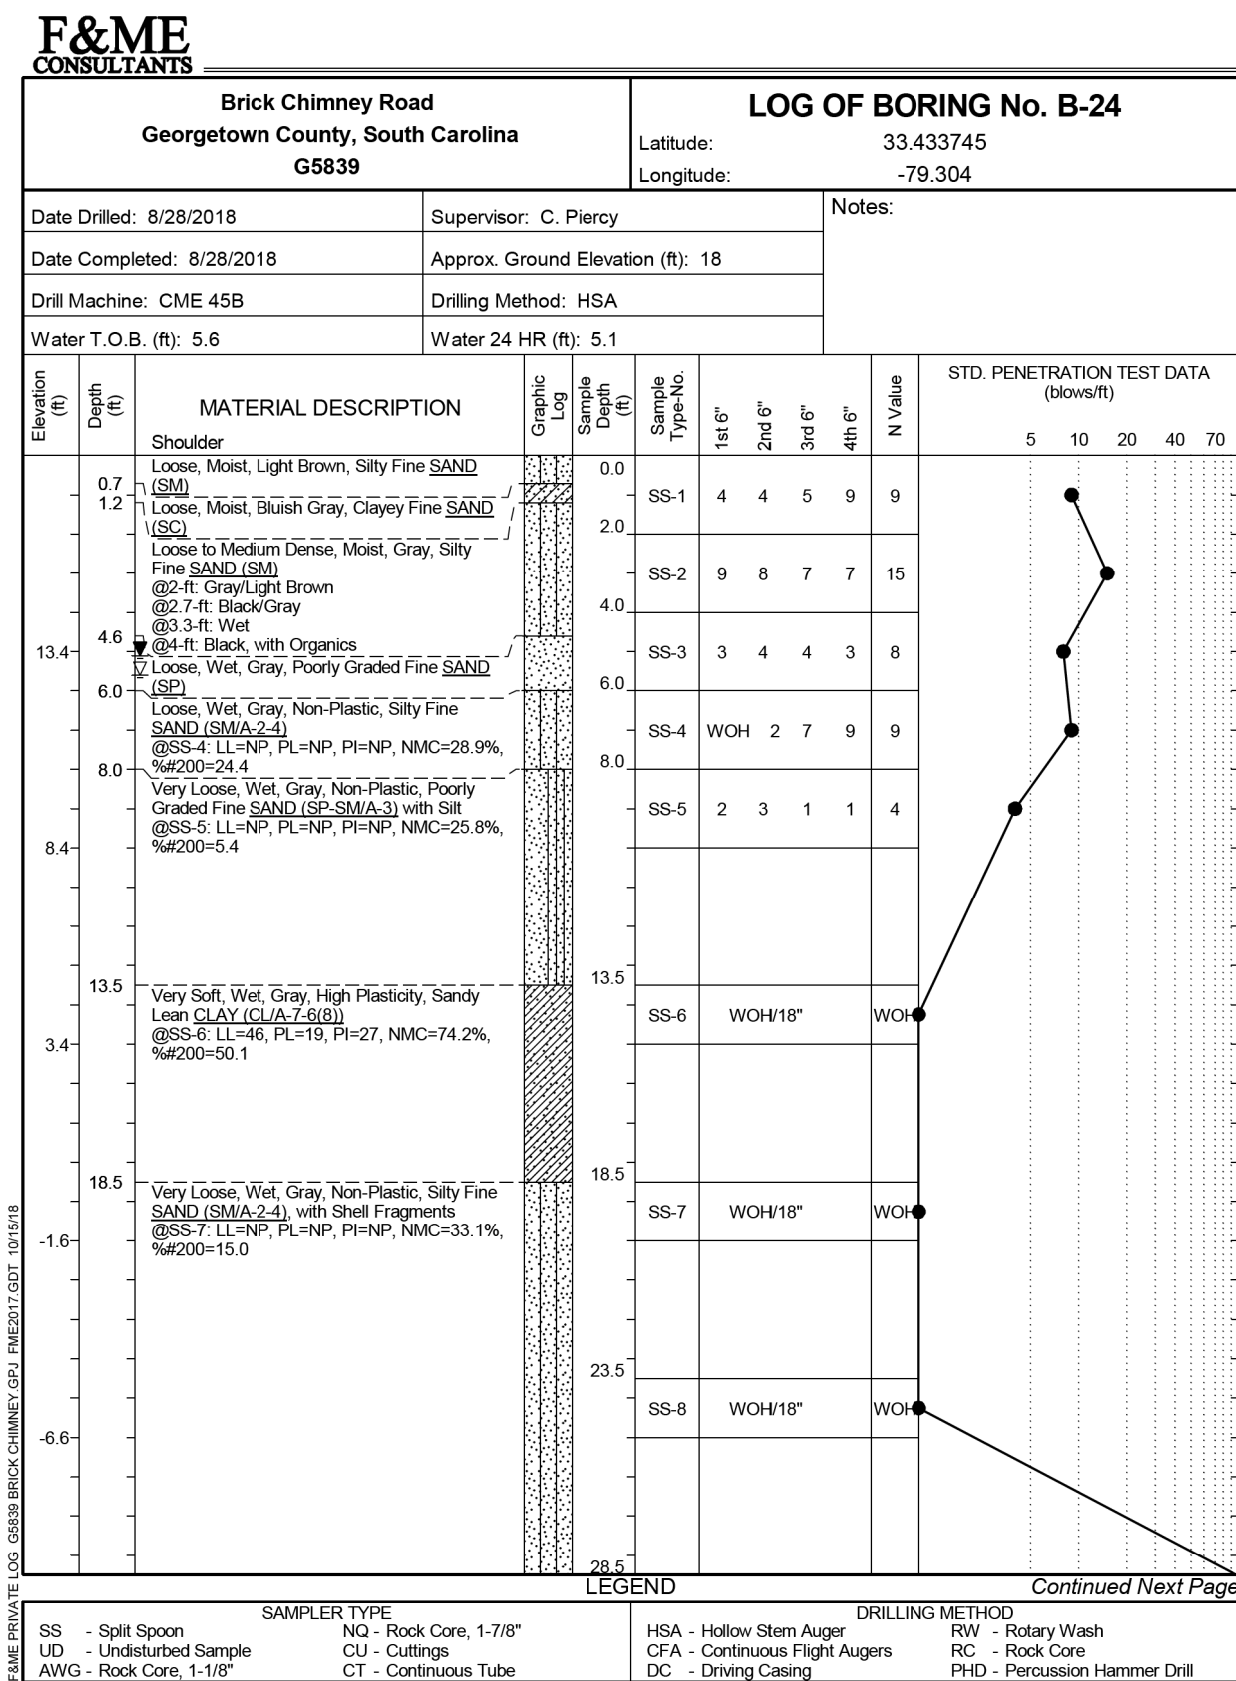 F&ME
CONSULTANTS
Brick Chimney Road
Georgetown County, South Carolina
G5839
LOG OF BORING No. B-24
Latitude: 33.433745
Longitude: -79.304
Date Drilled: 8/28/2018
Supervisor: C. Piercy
Notes:
Date Completed: 8/28/2018
Approx. Ground Elevation (ft): 18
Drill Machine: CME 45B
Drilling Method: HSA
Water T.O.B. (ft): 5.6
Water 24 HR (ft): 5.1
Elevation (ft)
Depth (ft)
MATERIAL DESCRIPTION
Shoulder
Graphic Log
Sample Depth (ft)
Sample Type-No.
1st 6"
2nd 6"
3rd 6"
4th 6"
N Value
STD. PENETRATION TEST DATA
(blows/ft)
5 10 20 40 70
Loose, Moist, Light Brown, Silty Fine SAND
(SM)
0.7
1.2
Loose, Moist, Bluish Gray, Clayey Fine SAND
(SC)
Loose to Medium Dense, Moist, Gray, Silty
Fine SAND (SM)
@2-ft: Gray/Light Brown
@2.7-ft: Black/Gray
@3.3-ft: Wet
@4-ft: Black, with Organics
4.6
13.4
Loose, Wet, Gray, Poorly Graded Fine SAND
(SP)
6.0
Loose, Wet, Gray, Non-Plastic, Silty Fine
SAND (SM/A-2-4)
@SS-4: LL=NP, PL=NP, PI=NP, NMC=28.9%,
%#200=24.4
8.0
Very Loose, Wet, Gray, Non-Plastic, Poorly
Graded Fine SAND (SP-SM/A-3) with Silt
@SS-5: LL=NP, PL=NP, PI=NP, NMC=25.8%,
%#200=5.4
8.4
13.5
Very Soft, Wet, Gray, High Plasticity, Sandy
Lean CLAY (CL/A-7-6(8))
@SS-6: LL=46, PL=19, PI=27, NMC=74.2%,
%#200=50.1
3.4
18.5
Very Loose, Wet, Gray, Non-Plastic, Silty Fine
SAND (SM/A-2-4), with Shell Fragments
@SS-7: LL=NP, PL=NP, PI=NP, NMC=33.1%,
%#200=15.0
-1.6
-6.6
0.0
SS-1 4 4 5 9 9
2.0
SS-2 9 8 7 7 15
4.0
SS-3 3 4 4 3 8
6.0
SS-4 WOH 2 7 9 9
8.0
SS-5 2 3 1 1 4
13.5
SS-6 WOH/18" WOH
18.5
SS-7 WOH/18" WOH
23.5
SS-8 WOH/18" WOH
28.5
LEGEND
Continued Next Page
SAMPLER TYPE
SS - Split Spoon
NQ - Rock Core, 1-7/8"
UD - Undisturbed Sample
CU - Cuttings
AWG - Rock Core, 1-1/8"
CT - Continuous Tube
DRILLING METHOD
HSA - Hollow Stem Auger
RW - Rotary Wash
CFA - Continuous Flight Augers
RC - Rock Core
DC - Driving Casing
PHD - Percussion Hammer Drill
F&ME PRIVATE LOG G5839 BRICK CHIMNEY.GPJ FME2017.GDT 10/15/18